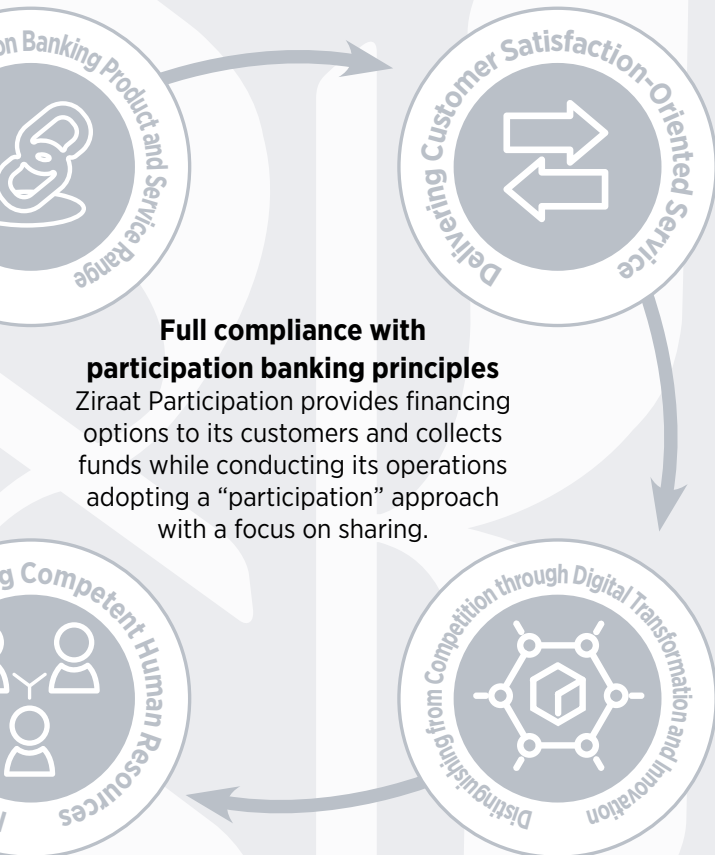 on Banking Product and Service Range
Delivering Customer Satisfaction-Oriented Service
Full compliance with
participation banking principles
Ziraat Participation provides financing
options to its customers and collects
funds while conducting its operations
adopting a “participation” approach
with a focus on sharing.
g Competent Human Resources
Distinguishing from Competition through Digital Transformation and Innovation